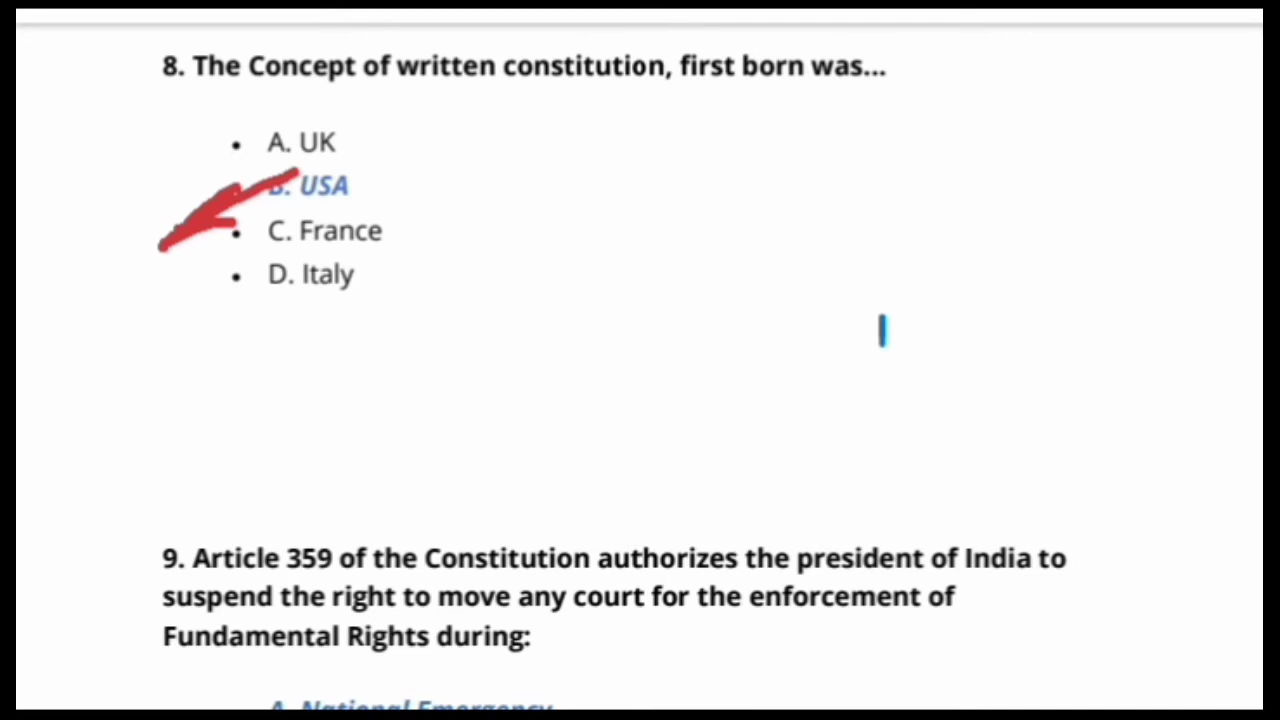 8. The Concept of written constitution, first born was...
• A. UK
B. USA
• C. France
• D. Italy
9. Article 359 of the Constitution authorizes the president of India to
suspend the right to move any court for the enforcement of
Fundamental Rights during:
A. National Emergency